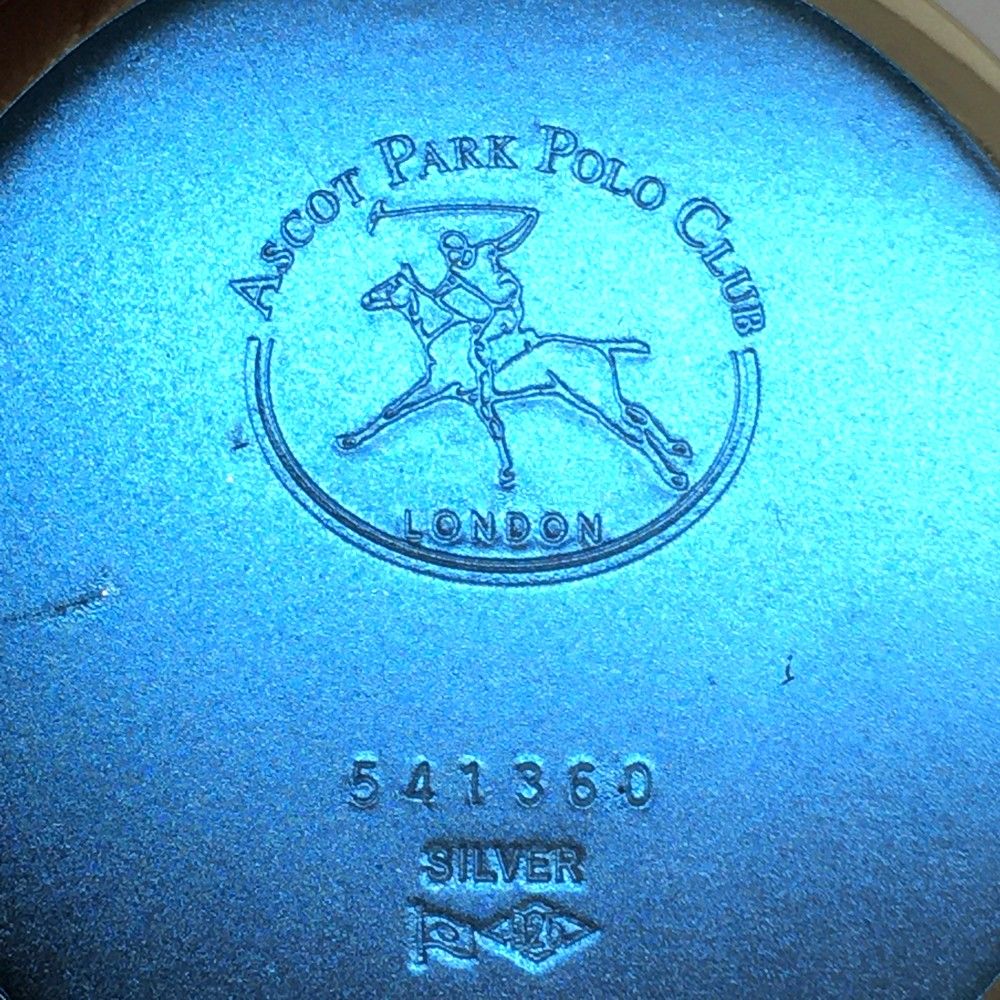 ASCOT PARK POLO CLUB
LONDON
541360
SILVER